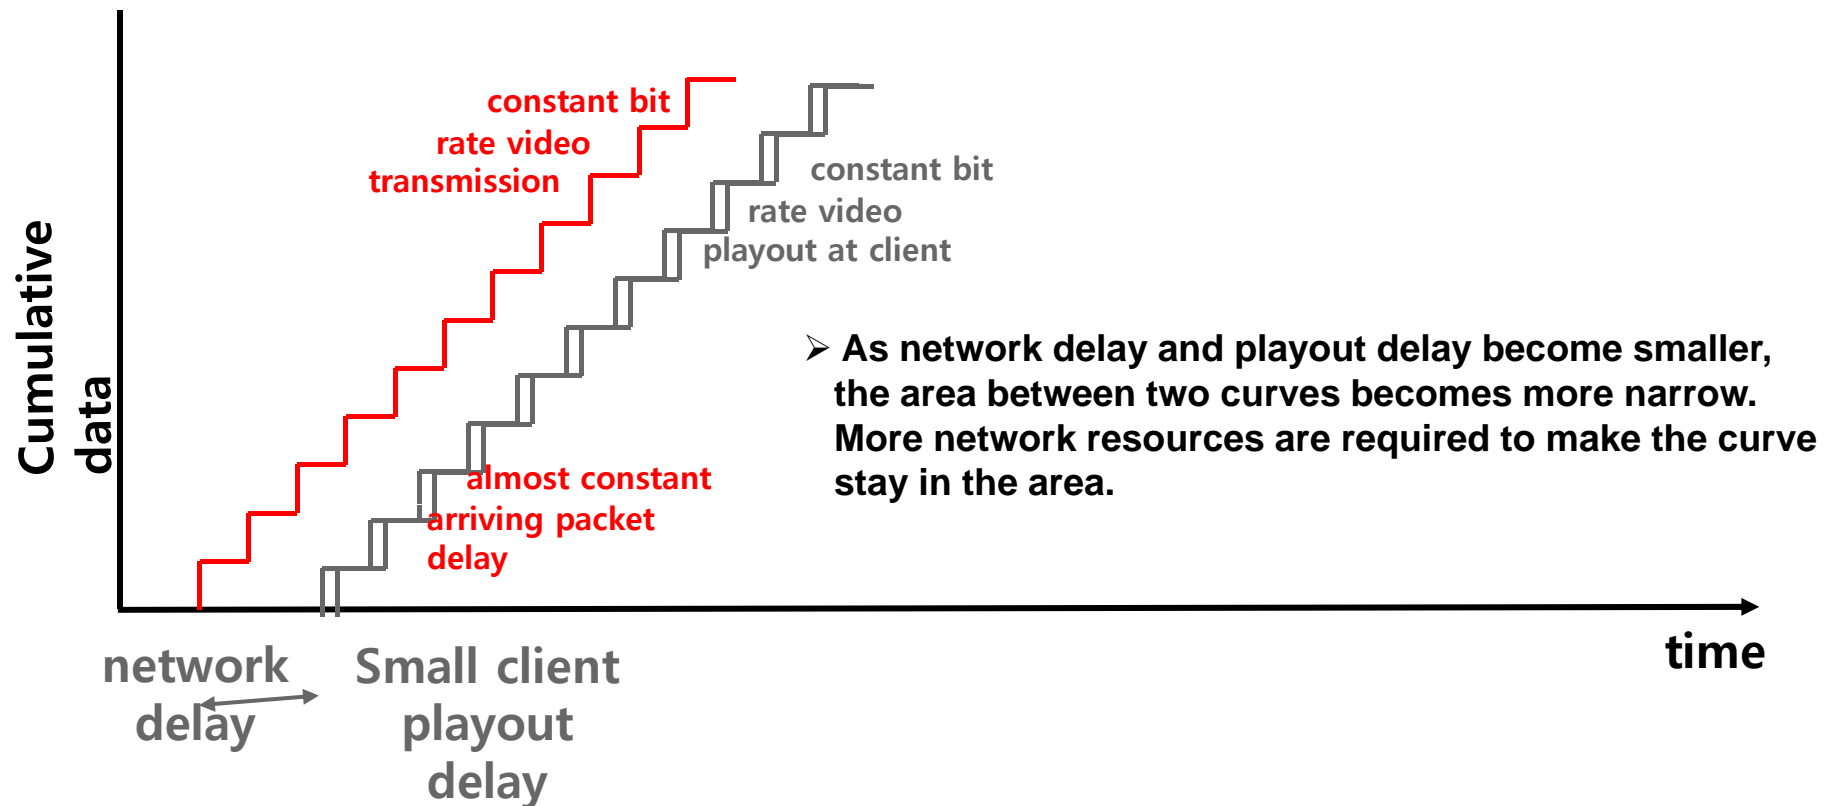 constant bit
rate video
transmission
constant bit
rate video
playout at client
Cumulative
data
➢ As network delay and playout delay become smaller,
the area between two curves becomes more narrow.
More network resources are required to make the curve
stay in the area.
almost constant
arriving packet
delay
time
network
delay
Small client
playout
delay